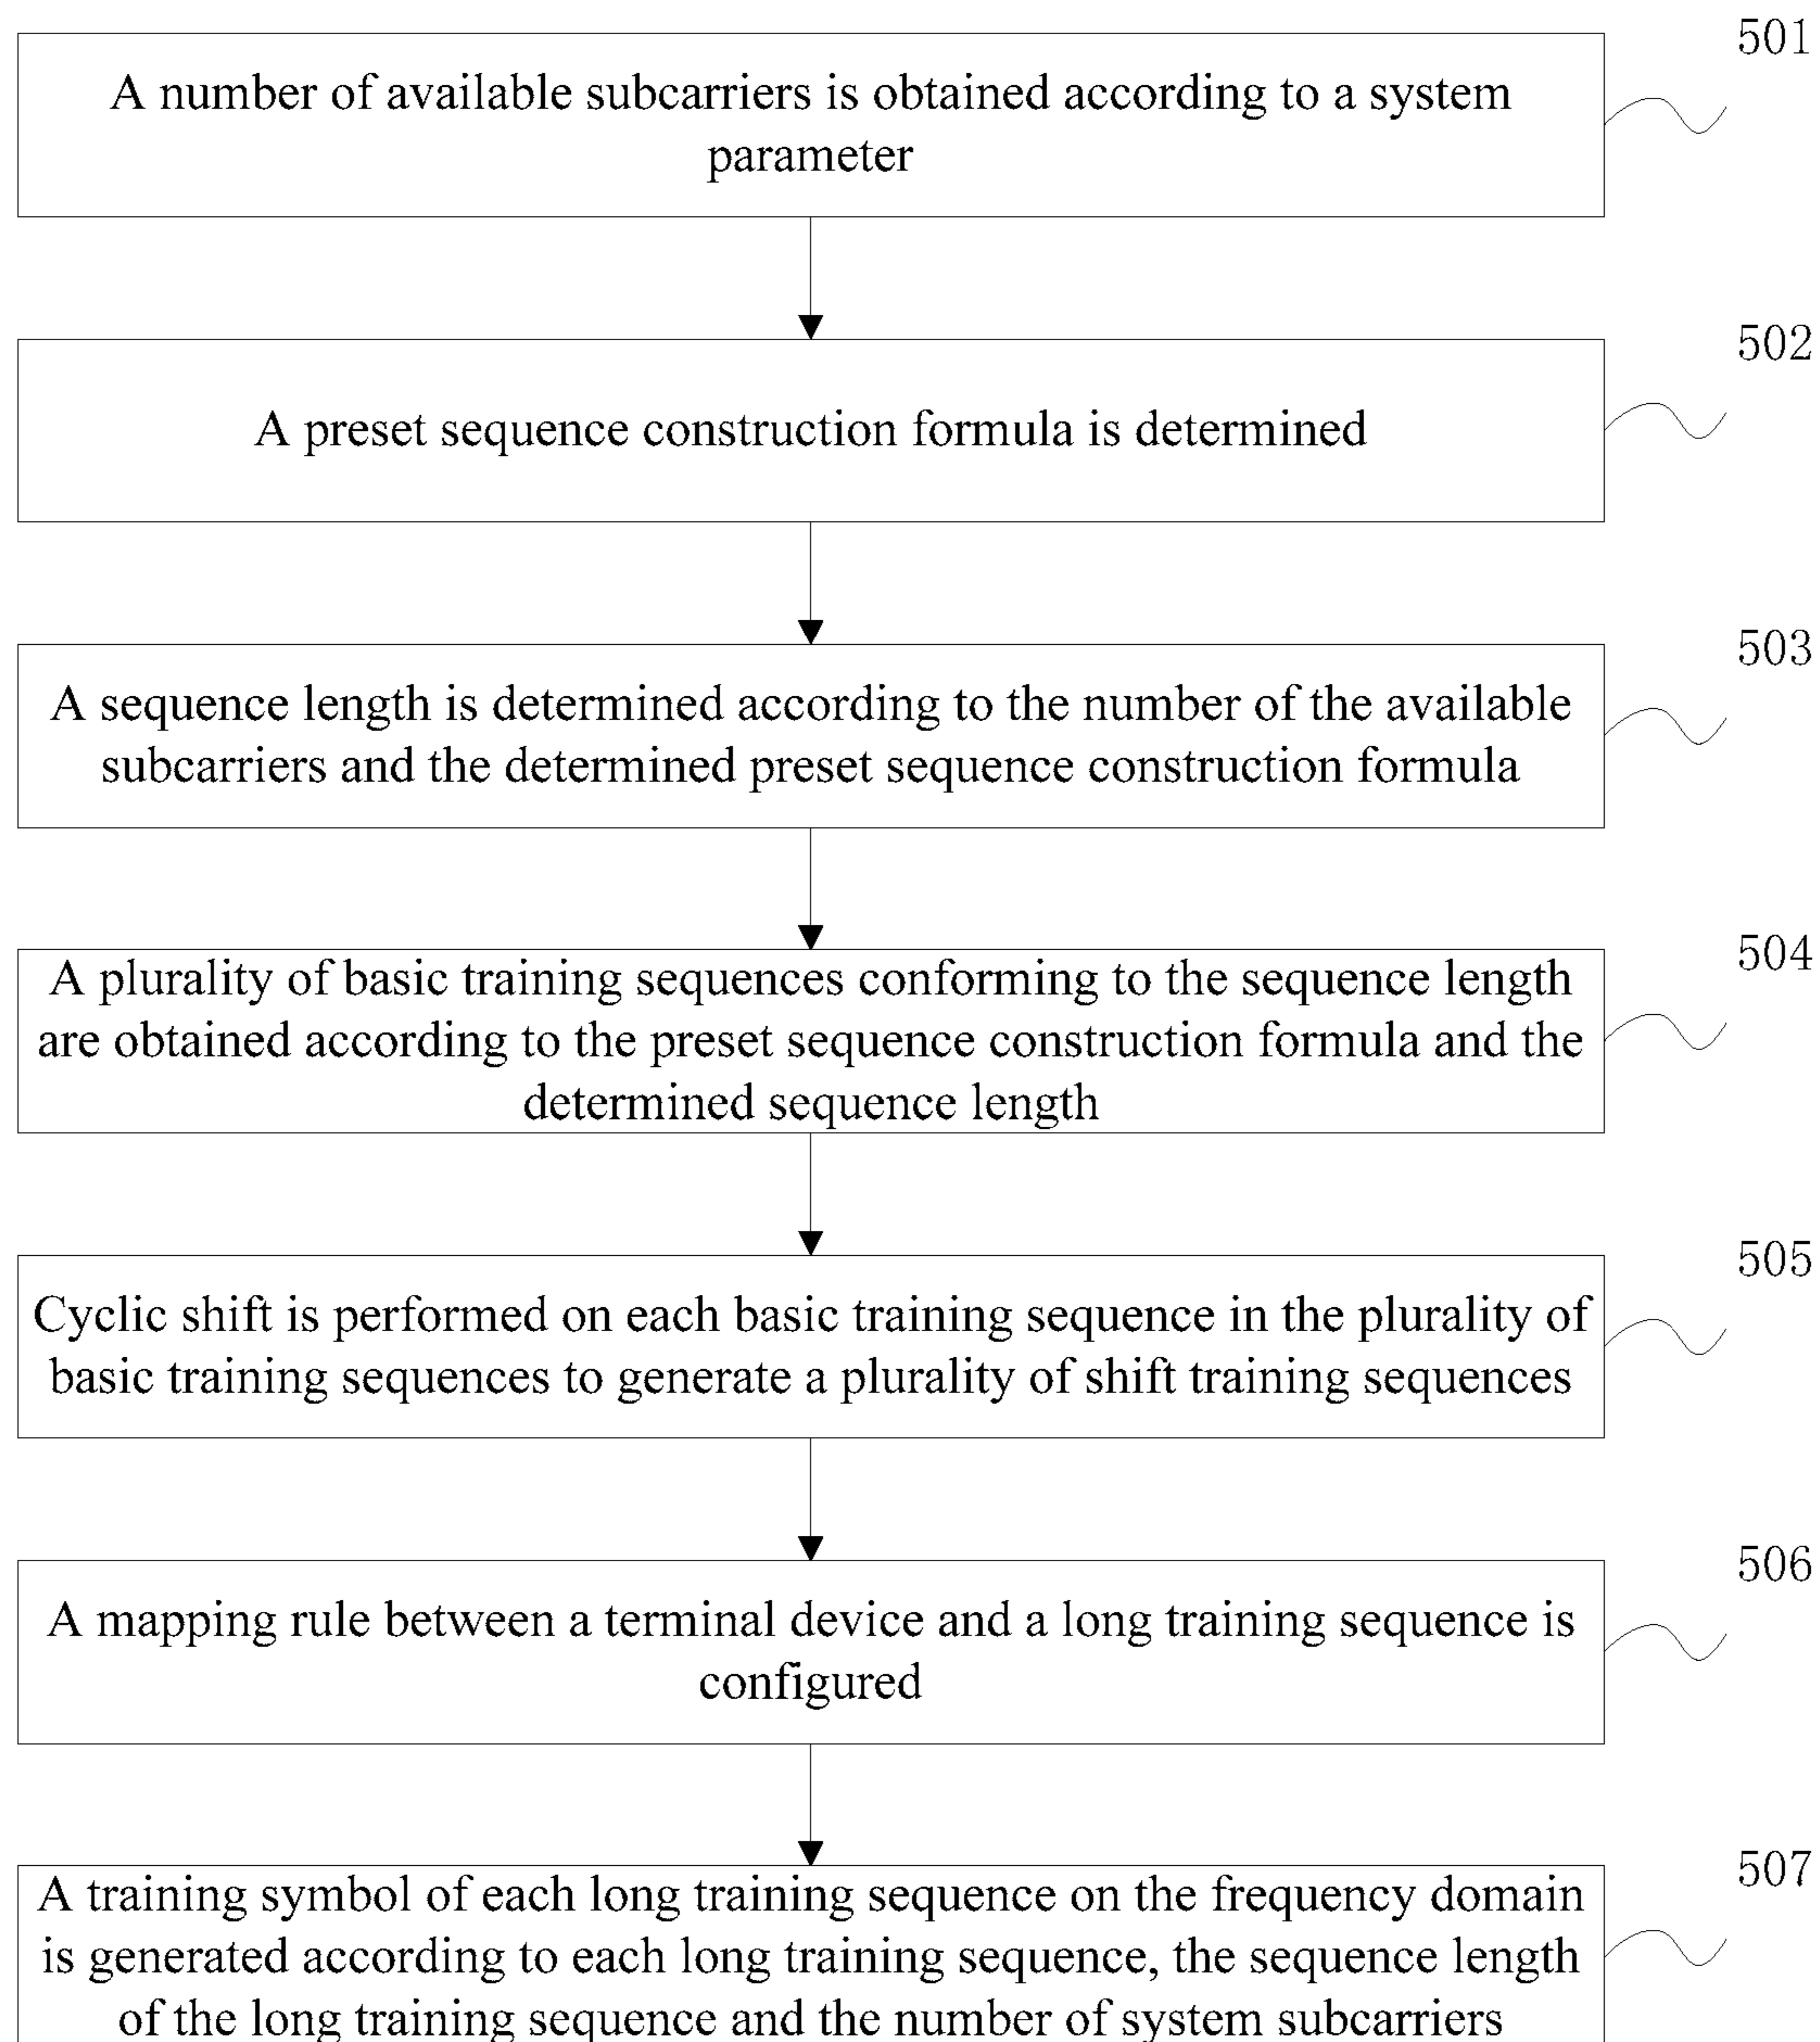 501
A number of available subcarriers is obtained according to a system
parameter
502
A preset sequence construction formula is determined
503
A sequence length is determined according to the number of the available
subcarriers and the determined preset sequence construction formula
504
A plurality of basic training sequences conforming to the sequence length
are obtained according to the preset sequence construction formula and the
determined sequence length
505
Cyclic shift is performed on each basic training sequence in the plurality of
basic training sequences to generate a plurality of shift training sequences
506
A mapping rule between a terminal device and a long training sequence is
configured
507
A training symbol of each long training sequence on the frequency domain
is generated according to each long training sequence, the sequence length
of the long training sequence and the number of system subcarriers